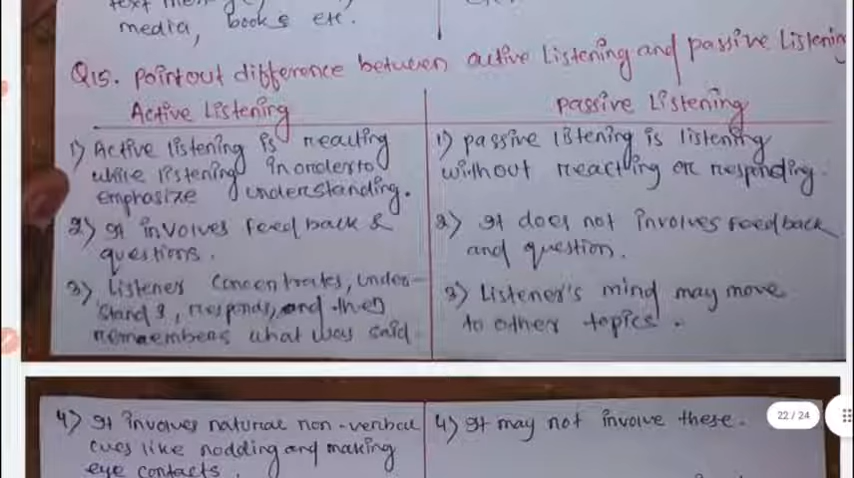 media, books etc.
Q15. Point out difference between active Listening and passive Listening
Active Listening
1) Active listening is reacting
while listening in order to
emphasize understanding.
2) It involves feedback &
questions.
3) Listener concentrates, under-
stands, responds, and then
remembers what was said
4) It involves natural non-verbal
cues like nodding and making
eye contacts.
Passive Listening
1) passive listening is listening
without reacting or responding.
2) It does not involves feedback
and question.
3) Listener's mind may move
to other topics.
4) It may not involve these.
22 / 24